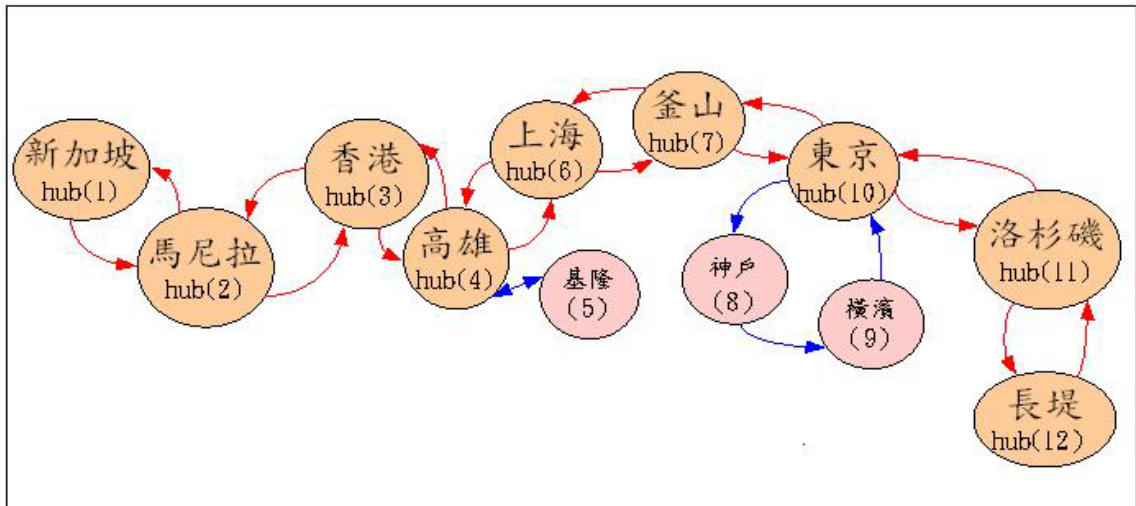 新加坡
hub(1)
馬尼拉
hub(2)
香港
hub(3)
高雄
hub(4)
基隆
(5)
上海
hub(6)
釜山
hub(7)
神戶
(8)
橫濱
(9)
東京
hub(10)
洛杉磯
hub(11)
長堤
hub(12)